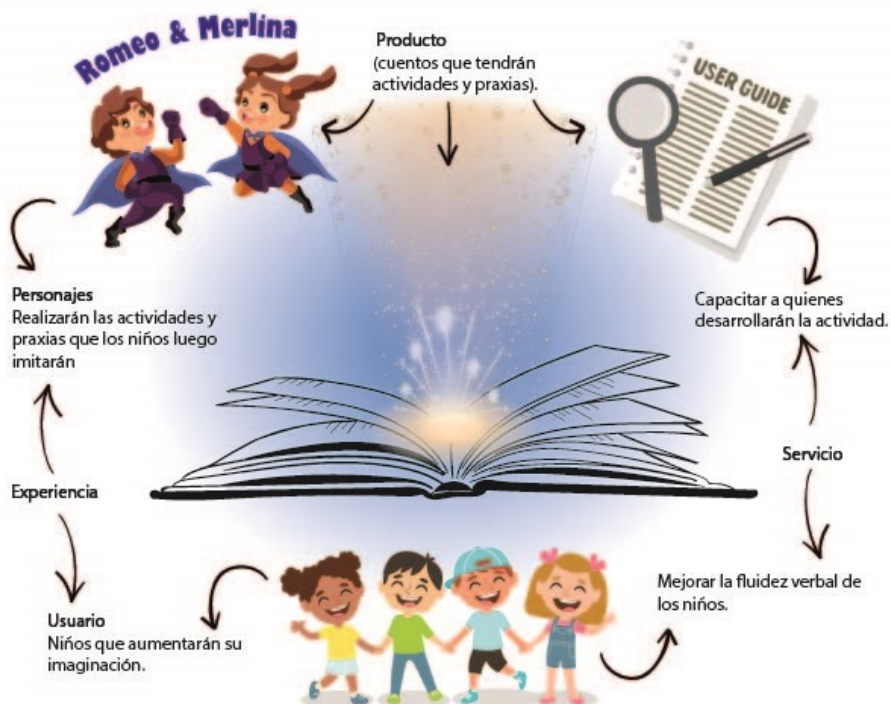 Romeo & Merlina
Producto
(cuentos que tendrán
actividades y praxias).
USER GUIDE
Personajes
Realizarán las actividades y
praxias que los niños luego
imitarán
Capacitar a quienes
desarrollarán la actividad.
Experiencia
Servicio
Usuario
Niños que aumentarán su
imaginación.
Mejorar la fluidez verbal de
los niños.